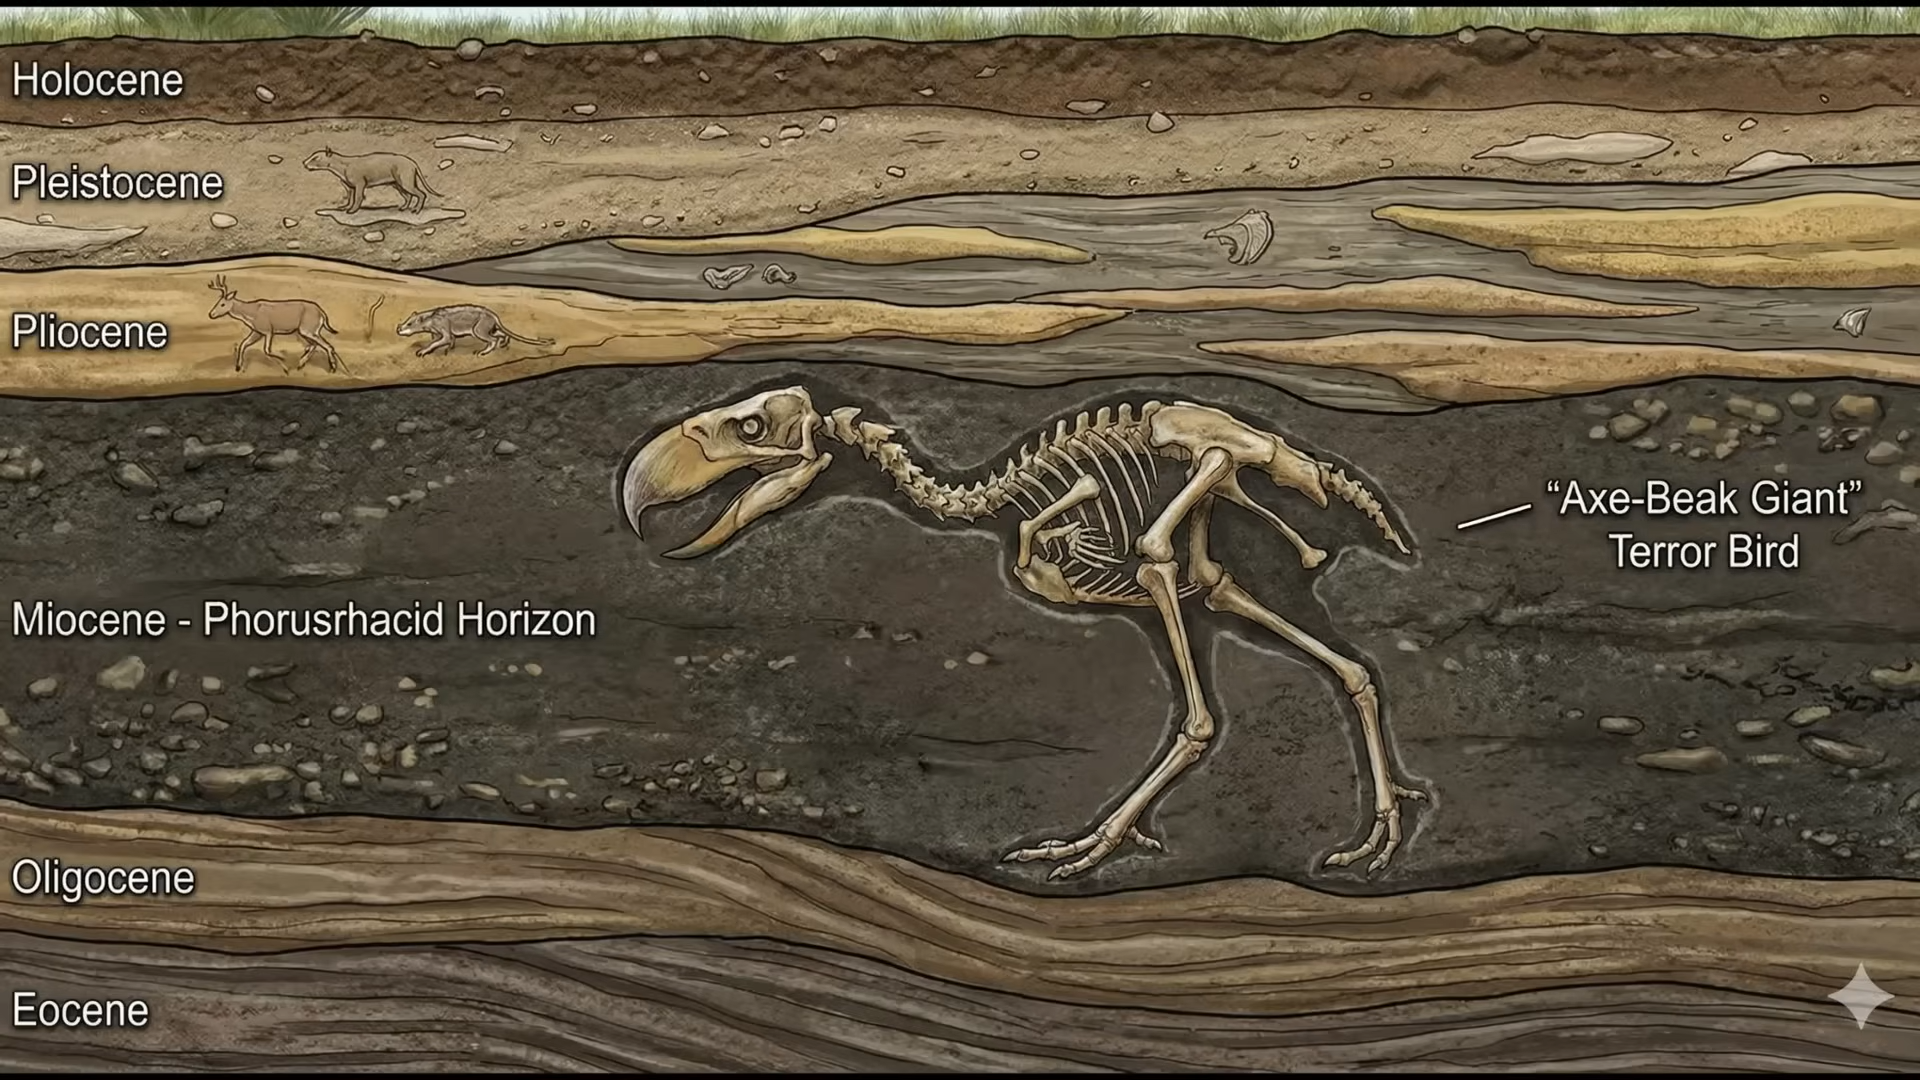 Holocene
Pleistocene
Pliocene
“Axe-Beak Giant”
Terror Bird
Miocene - Phorusrhacid Horizon
Oligocene
Eocene